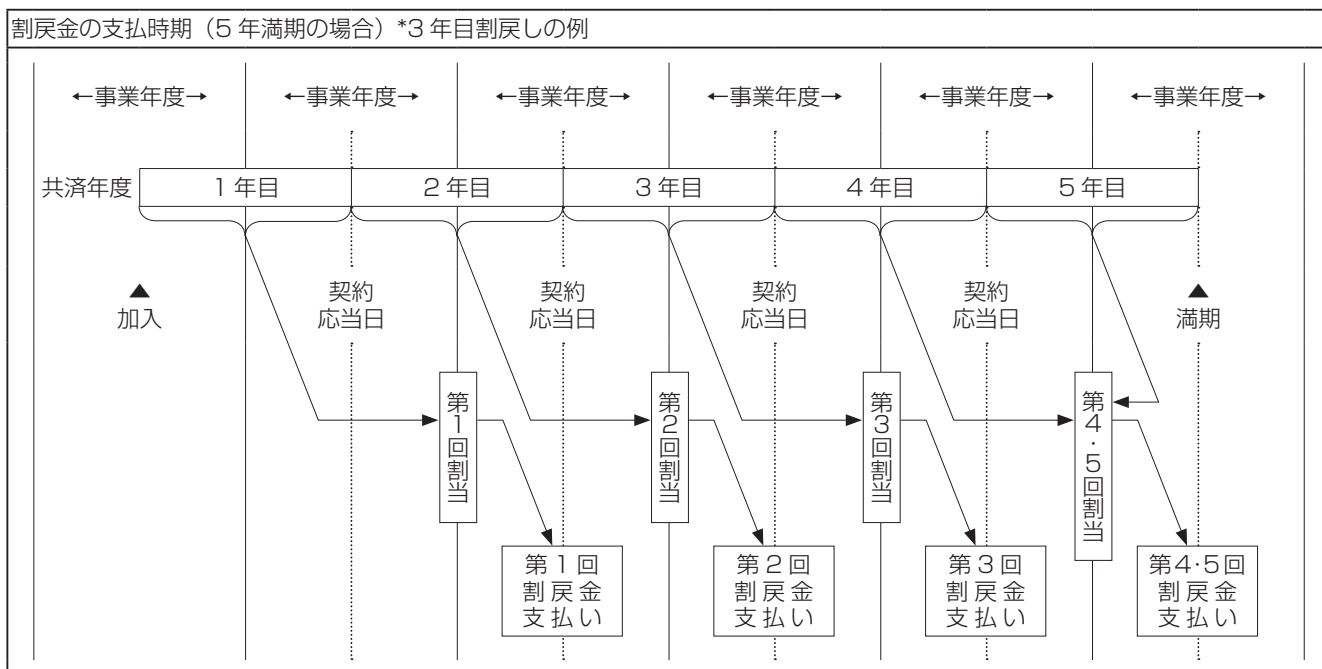 割戻金の支払時期（5年満期の場合）*3年目割戻しの例
←事業年度→ ←事業年度→ ←事業年度→ ←事業年度→ ←事業年度→ ←事業年度→
共済年度 1年目 2年目 3年目 4年目 5年目
▲ 契約 契約 契約 契約 ▲
加入 応当日 応当日 応当日 応当日 満期
第1回割当
第2回割当
第3回割当
第4・5回割当
第1回
割戻金
支払い
第2回
割戻金
支払い
第3回
割戻金
支払い
第4・5回
割戻金
支払い